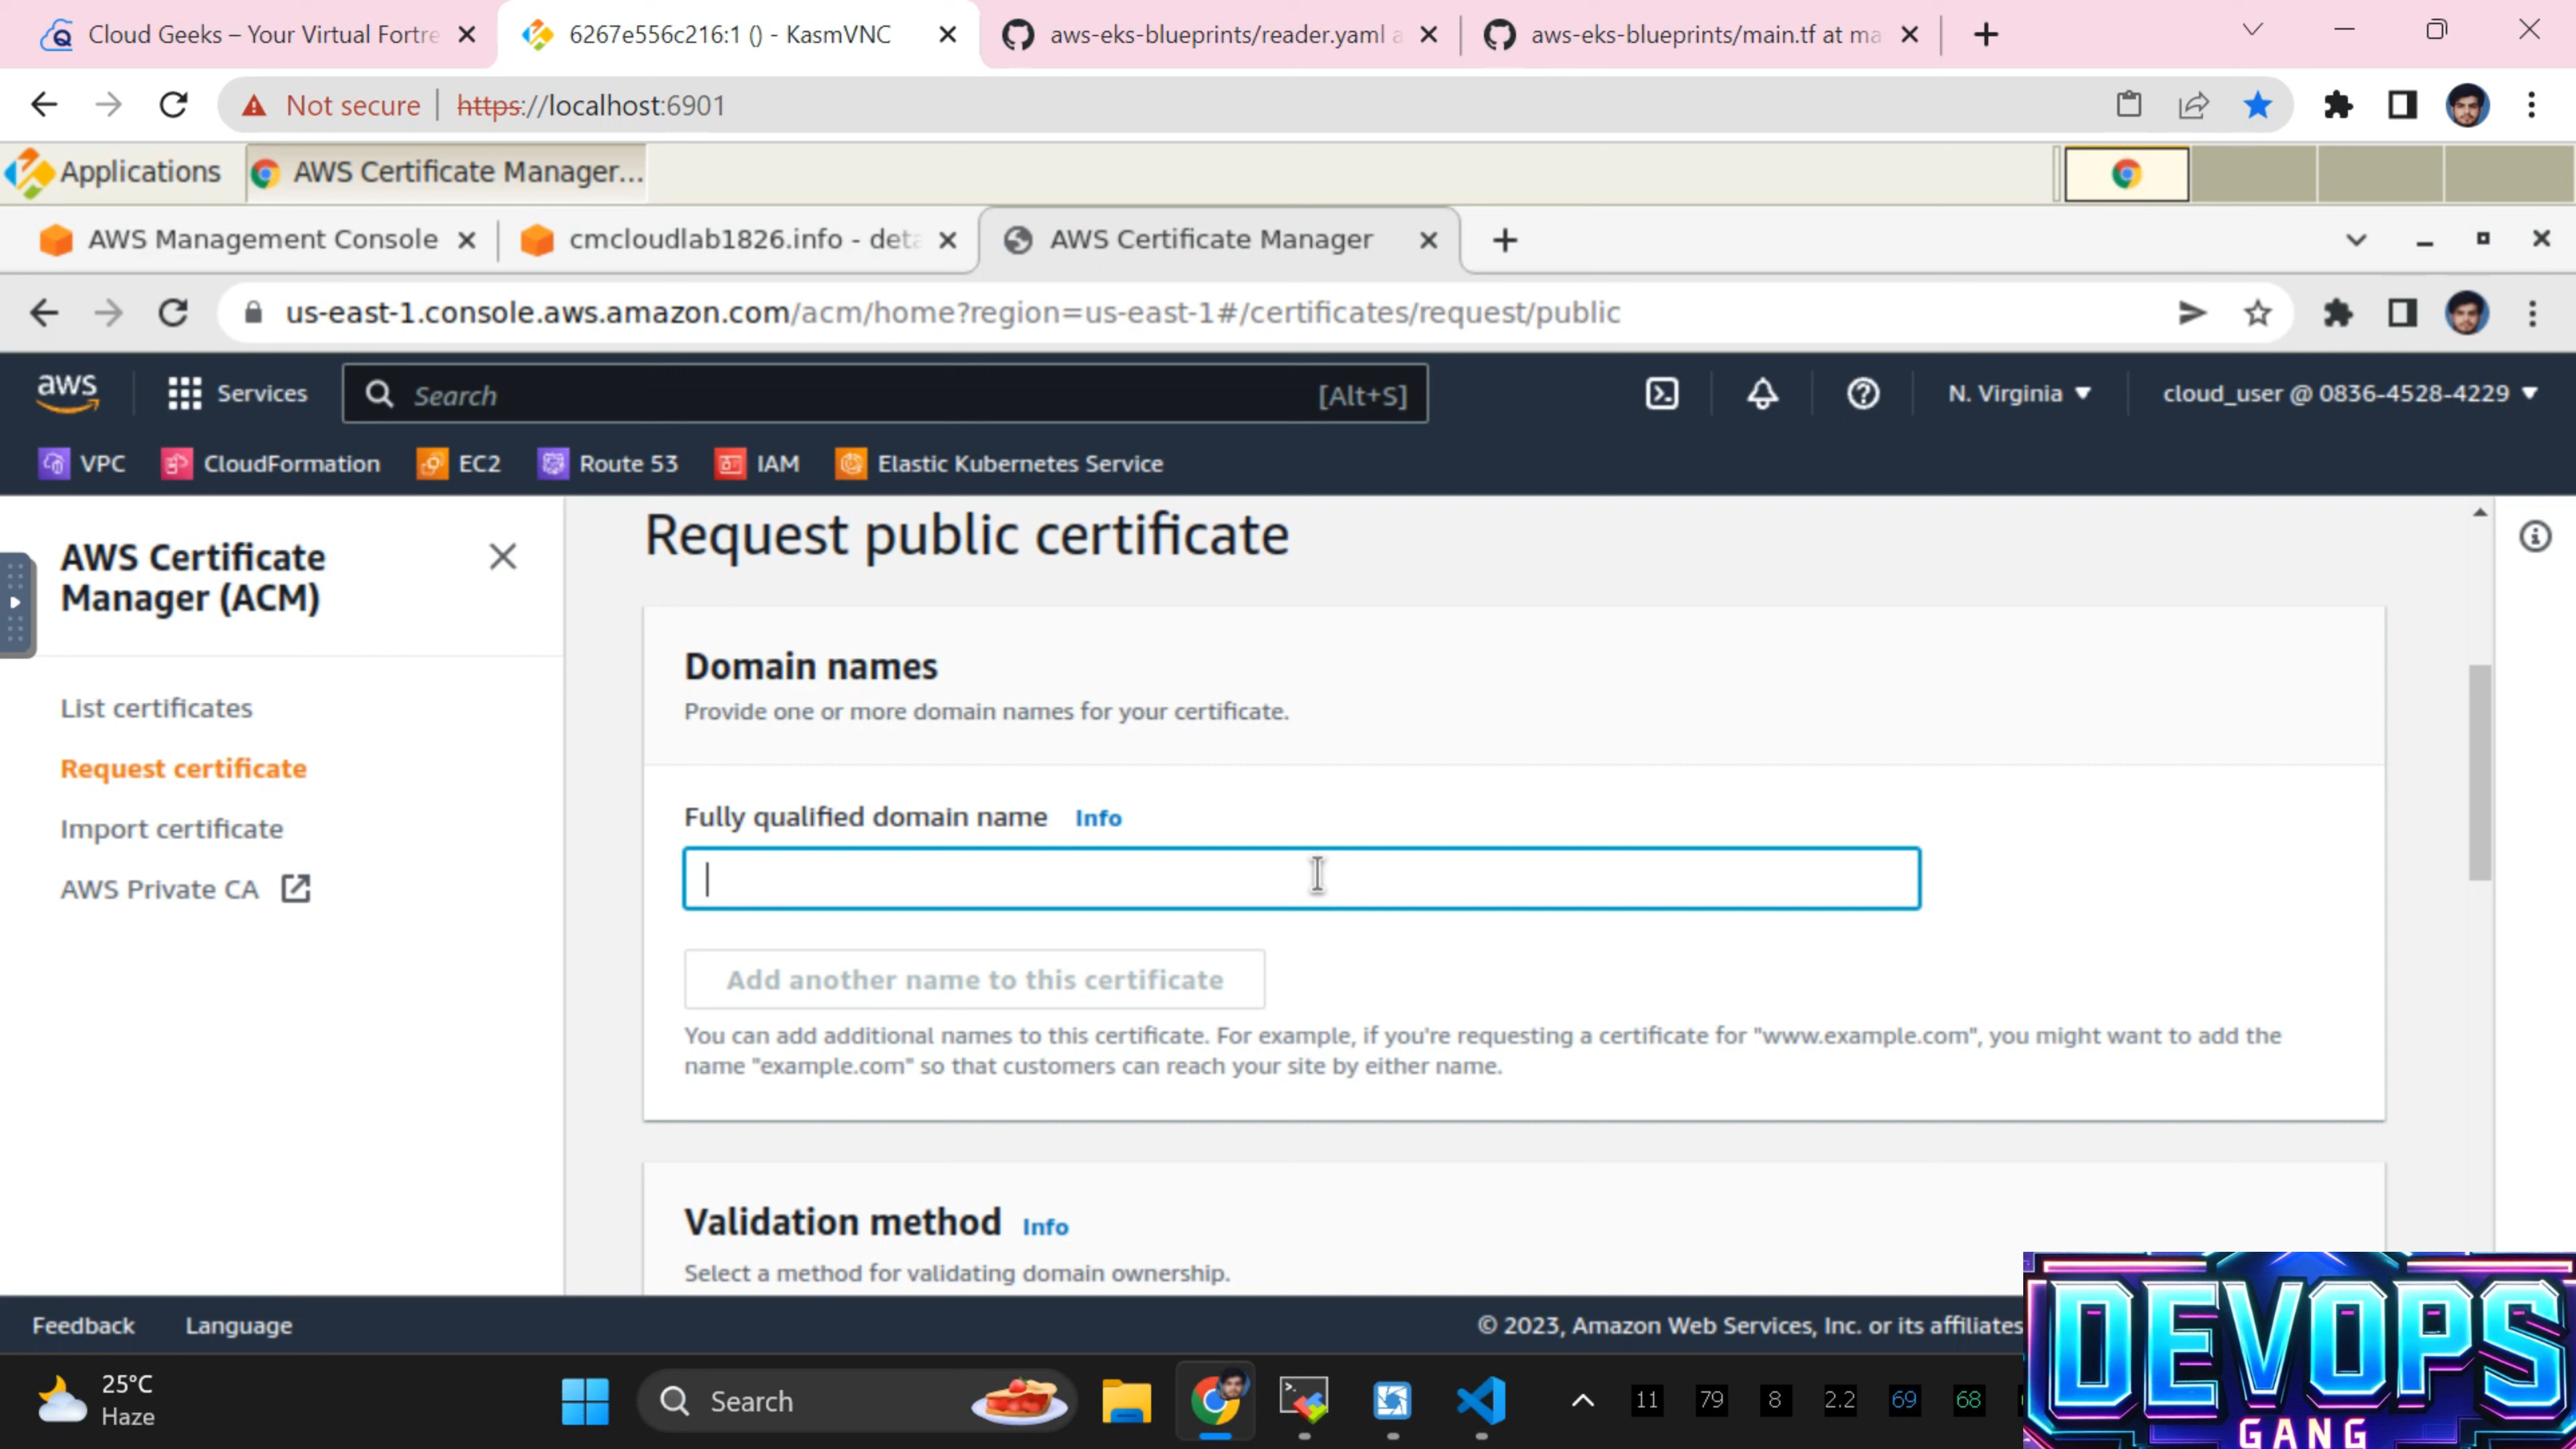 Cloud Geeks – Your Virtual Fortre
6267e556c216:1 () - KasmVNC
aws-eks-blueprints/reader.yaml a
aws-eks-blueprints/main.tf at ma
Not secure
https://localhost:6901
Applications
AWS Certificate Manager...
AWS Management Console
cmcloudlab1826.info - deta
AWS Certificate Manager
us-east-1.console.aws.amazon.com/acm/home?region=us-east-1#/certificates/request/public
aws
Services
Search
[Alt+S]
N. Virginia
cloud_user @ 0836-4528-4229
VPC
CloudFormation
EC2
Route 53
IAM
Elastic Kubernetes Service
AWS Certificate
Manager (ACM)
List certificates
Request certificate
Import certificate
AWS Private CA
Request public certificate
Domain names
Provide one or more domain names for your certificate.
Fully qualified domain name Info
Add another name to this certificate
You can add additional names to this certificate. For example, if you're requesting a certificate for "www.example.com", you might want to add the
name "example.com" so that customers can reach your site by either name.
Validation method Info
Select a method for validating domain ownership.
Feedback
Language
© 2023, Amazon Web Services, Inc. or its affiliates
25°C
Haze
Search
11
79
8
2.2
69
68
DEVOPS
GANG